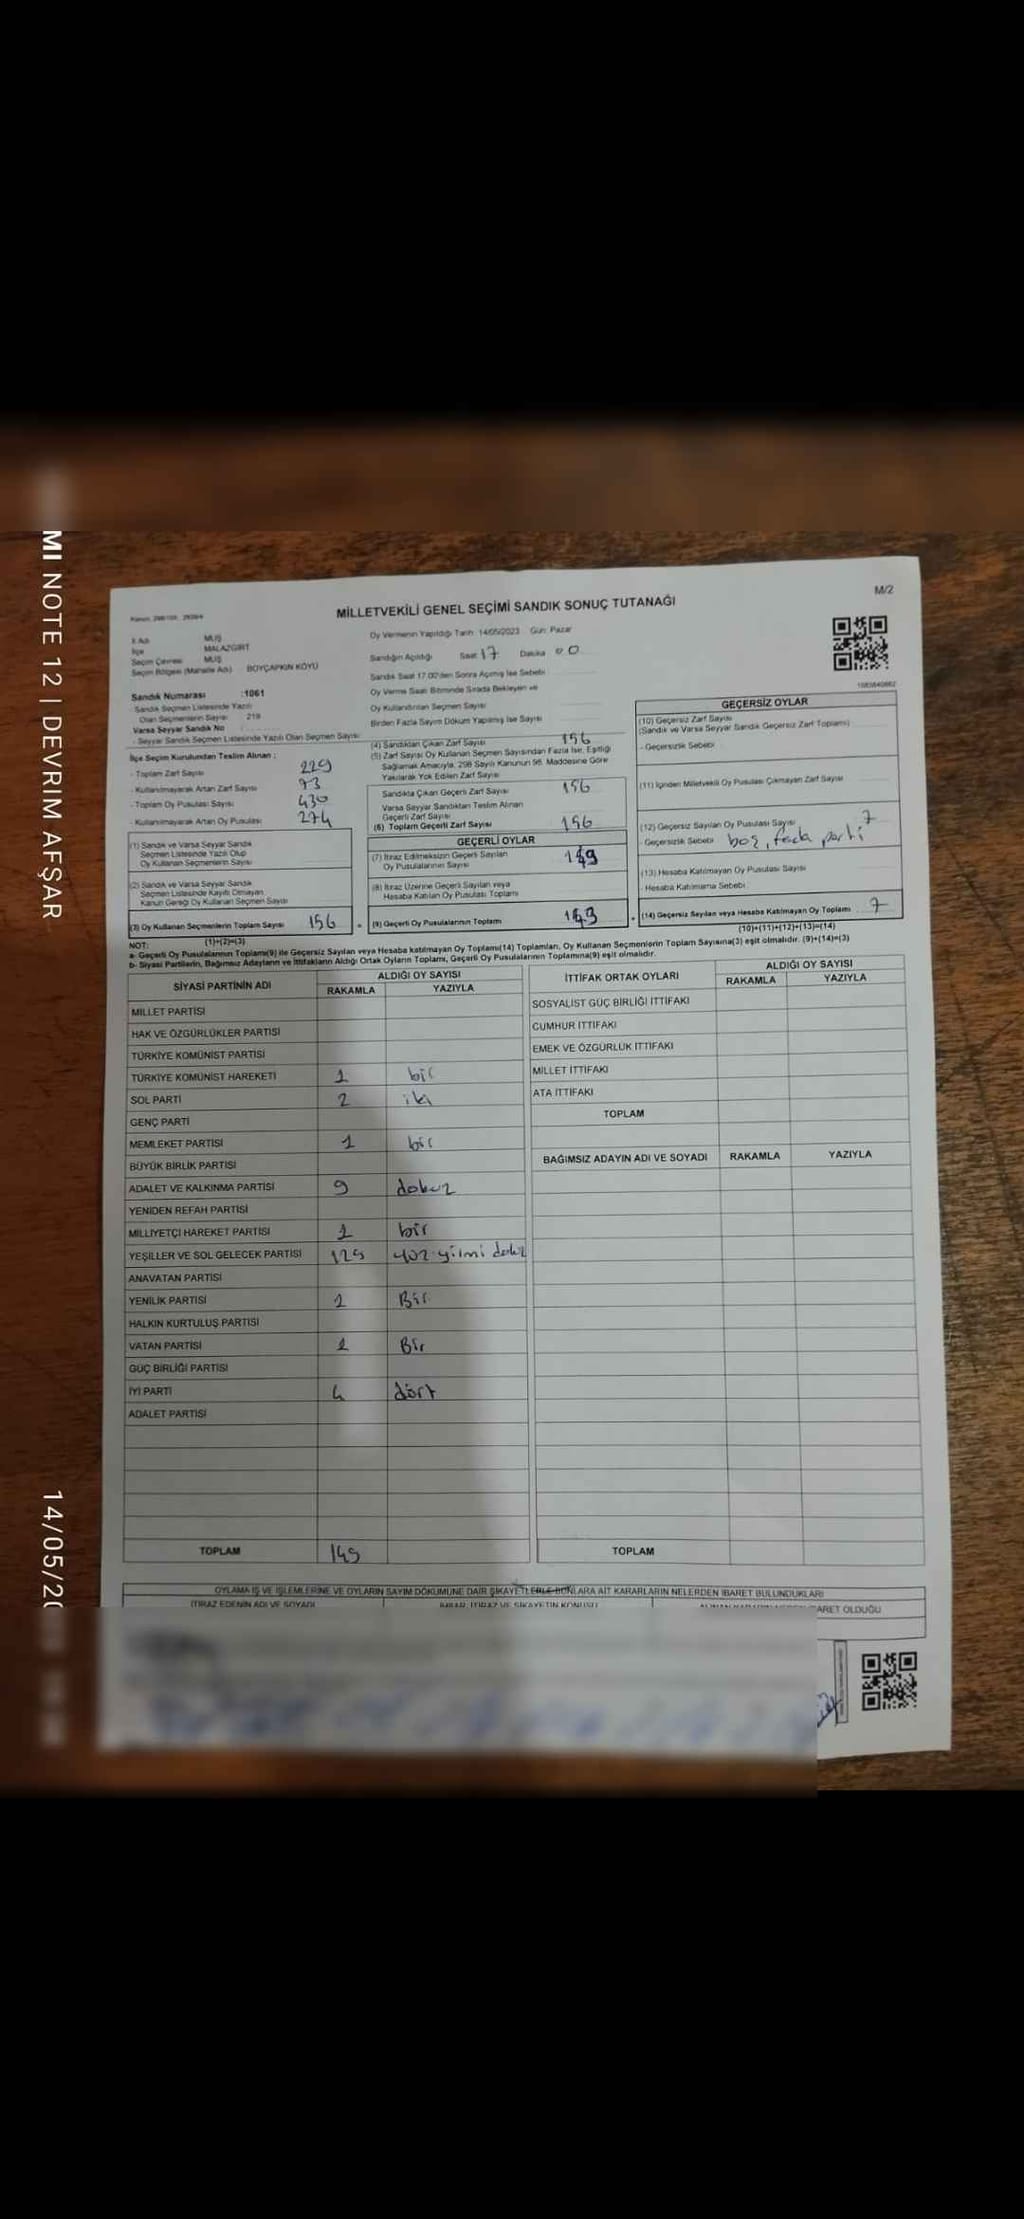 MI NOTE 12 | DEVRIM AFŞAR
14/05/20
M/2
MİLLETVEKİLİ GENEL SEÇİMİ SANDIK SONUÇ TUTANAĞI
İl Adı MUŞ
İlçe MALAZGİRT
Seçim Çevresi MUŞ
Seçim Bölgesi (Mahalle Adı) BOYÇAPKIN KÖYÜ
Sandık Numarası :1061
Sandık Seçmen Listesinde Yazılı
Olan Seçmenlerin Sayısı 219
Varsa Seyyar Sandık No
- Seyyar Sandık Seçmen Listesinde Yazılı Olan Seçmen Sayısı
Oy Vermenin Yapıldığı Tarih: 14/05/2023 Gün: Pazar
Sandığın Açıldığı Saat 17 Dakika 00
Sandık Saat 17.00'den Sonra Açılmış İse Sebebi
Oy Verme Saati Bitiminde Sırada Bekleyen ve
Oy Kullandırılan Seçmen Sayısı
Birden Fazla Sayım Döküm Yapılmış İse Sayısı
İlçe Seçim Kurulundan Teslim Alınan :
- Toplam Zarf Sayısı 229
- Kullanılmayarak Artan Zarf Sayısı 73
- Toplam Oy Pusulası Sayısı 430
- Kullanılmayarak Artan Oy Pusulası 274
(1) Sandık ve Varsa Seyyar Sandık
Seçmen Listesinde Yazılı Olup
Oy Kullanan Seçmenlerin Sayısı
(2) Sandık ve Varsa Seyyar Sandık
Seçmen Listesinde Kayıtlı Olmayan
Kanun Gereği Oy Kullanan Seçmen Sayısı
(3) Oy Kullanan Seçmenlerin Toplam Sayısı 156
(1)+(2)=(3)
(4) Sandıktan Çıkan Zarf Sayısı 156
(5) Zarf Sayısı Oy Kullanan Seçmen Sayısından Fazla İse, Eşitliği
Sağlamak Amacıyla, 298 Sayılı Kanunun 98. Maddesine Göre
Yakılarak Yok Edilen Zarf Sayısı
Sandıkta Çıkan Geçerli Zarf Sayısı 156
Varsa Seyyar Sandıktan Teslim Alınan
Geçerli Zarf Sayısı
(6) Toplam Geçerli Zarf Sayısı 156
GEÇERLİ OYLAR
(7) İtiraz Edilmeksizin Geçerli Sayılan
Oy Pusulalarının Sayısı 149
(8) İtiraz Üzerine Geçerli Sayılan veya
Hesaba Katılan Oy Pusulası Toplamı
(9) Geçerli Oy Pusulalarının Toplamı 149
GEÇERSİZ OYLAR
(10) Geçersiz Zarf Sayısı
(Sandık ve Varsa Seyyar Sandık Geçersiz Zarf Toplamı)
- Geçersizlik Sebebi
(11) İçinden Milletvekili Oy Pusulası Çıkmayan Zarf Sayısı
(12) Geçersiz Sayılan Oy Pusulası Sayısı 7
- Geçersizlik Sebebi boş, fazla parti
(13) Hesaba Katılmayan Oy Pusulası Sayısı
- Hesaba Katılmama Sebebi
(14) Geçersiz Sayılan veya Hesaba Katılmayan Oy Toplamı 7
(10)+(11)+(12)+(13)=(14)
NOT:
a- Geçerli Oy Pusulalarının Toplamı(9) ile Geçersiz Sayılan veya Hesaba katılmayan Oy Toplamı(14) Toplamları, Oy Kullanan Seçmenlerin Toplam Sayısına(3) eşit olmalıdır. (9)+(14)=(3)
b- Siyasi Partilerin, Bağımsız Adayların ve İttifakların Aldığı Ortak Oyların Toplamı, Geçerli Oy Pusulalarının Toplamına(9) eşit olmalıdır.
SİYASİ PARTİNİN ADI ALDIĞI OY SAYISI
RAKAMLA YAZIYLA
MİLLET PARTİSİ
HAK VE ÖZGÜRLÜKLER PARTİSİ
TÜRKİYE KOMÜNİST PARTİSİ
TÜRKİYE KOMÜNİST HAREKETİ 1 bir
SOL PARTİ 2 iki
GENÇ PARTİ
MEMLEKET PARTİSİ 1 bir
BÜYÜK BİRLİK PARTİSİ
ADALET VE KALKINMA PARTİSİ 9 dokuz
YENİDEN REFAH PARTİSİ
MİLLİYETÇİ HAREKET PARTİSİ 1 bir
YEŞİLLER VE SOL GELECEK PARTİSİ 129 yüz yirmi dokuz
ANAVATAN PARTİSİ
YENİLİK PARTİSİ 1 Bir
HALKIN KURTULUŞ PARTİSİ
VATAN PARTİSİ 1 Bir
GÜÇ BİRLİĞİ PARTİSİ
İYİ PARTİ 4 dört
ADALET PARTİSİ
TOPLAM 149
İTTİFAK ORTAK OYLARI ALDIĞI OY SAYISI
RAKAMLA YAZIYLA
SOSYALİST GÜÇ BİRLİĞİ İTTİFAKI
CUMHUR İTTİFAKI
EMEK VE ÖZGÜRLÜK İTTİFAKI
MİLLET İTTİFAKI
ATA İTTİFAKI
TOPLAM
BAĞIMSIZ ADAYIN ADI VE SOYADI RAKAMLA YAZIYLA
TOPLAM
OYLAMA İŞ VE İŞLEMLERİNE VE OYLARIN SAYIM DÖKÜMÜNE DAİR ŞİKAYETLERLE BUNLARA AİT KARARLARIN NELERDEN İBARET BULUNDUKLARI
İTİRAZ EDENİN ADI VE SOYADI
İBARET OLDUĞU